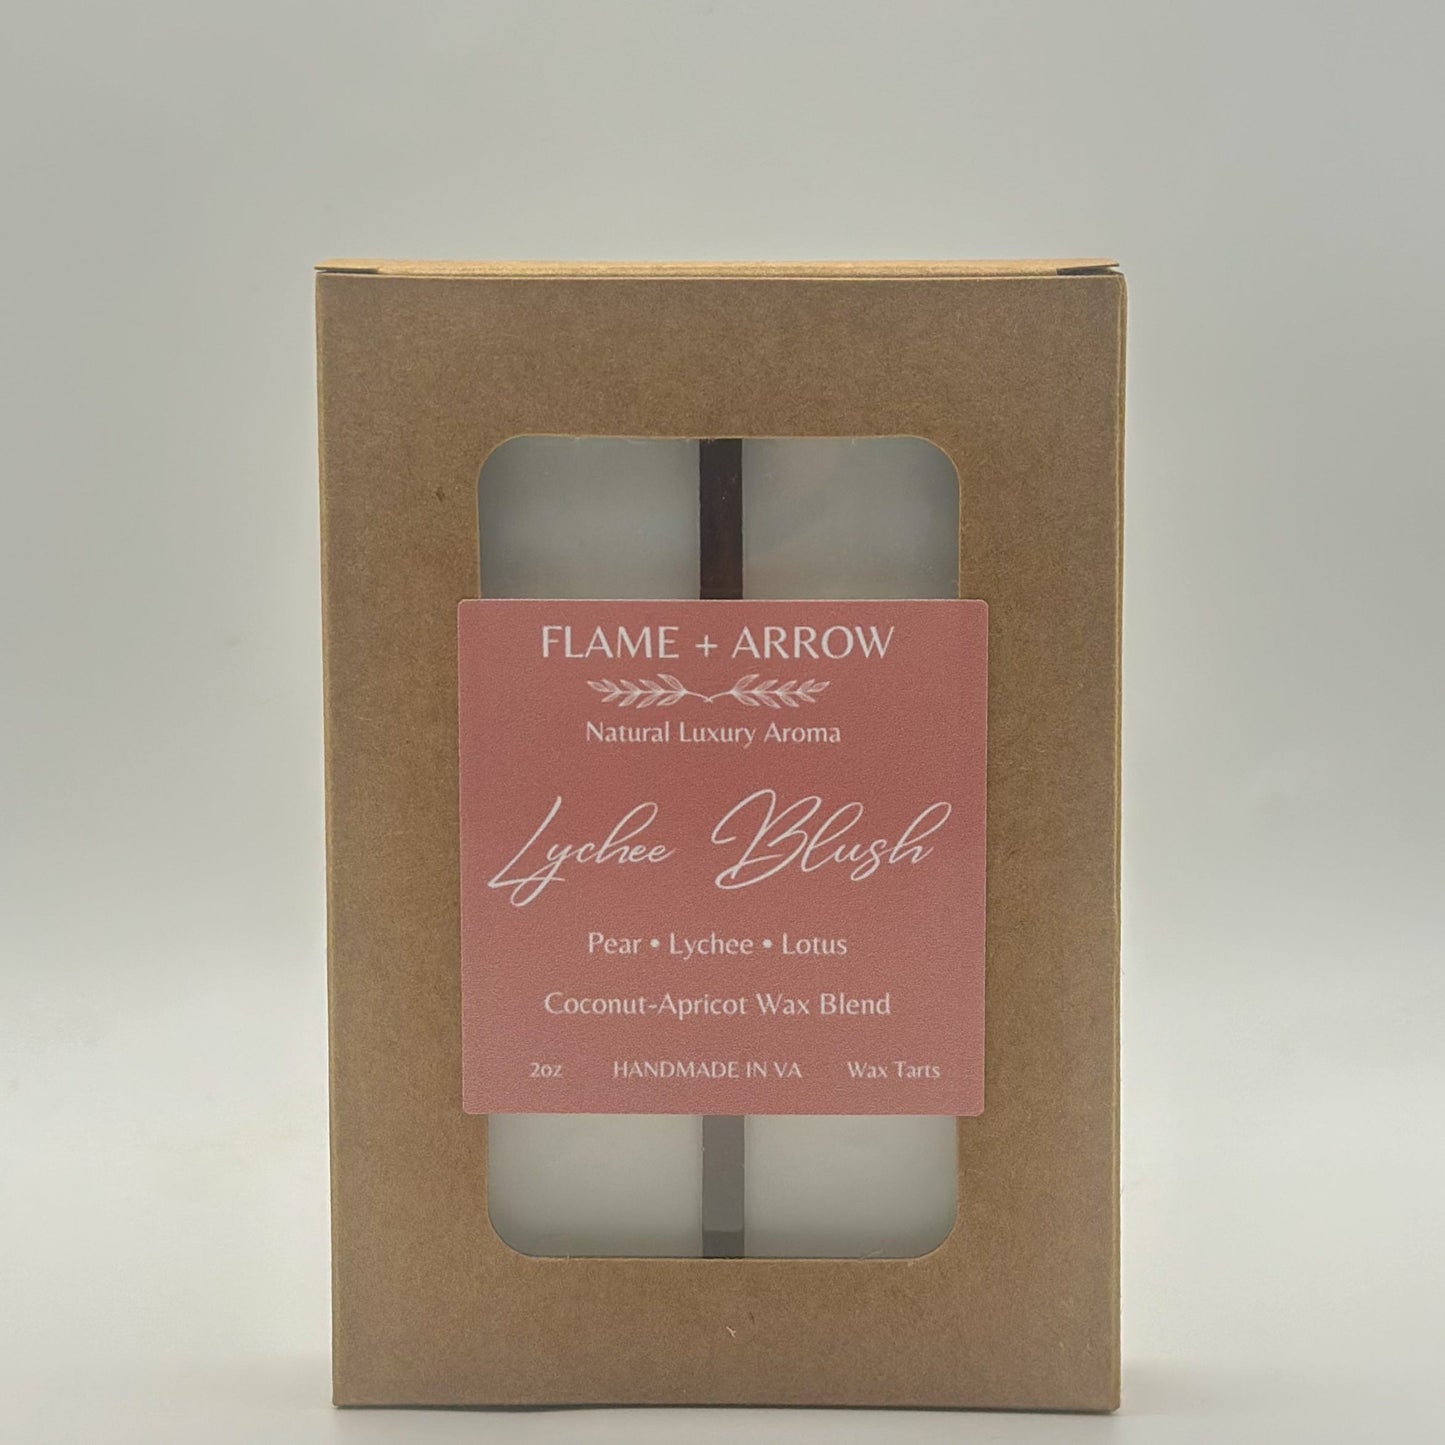 FLAME + ARROW
Natural Luxury Aroma
Lychee Blush
Pear • Lychee • Lotus
Coconut-Apricot Wax Blend
2oz HANDMADE IN VA Wax Tarts